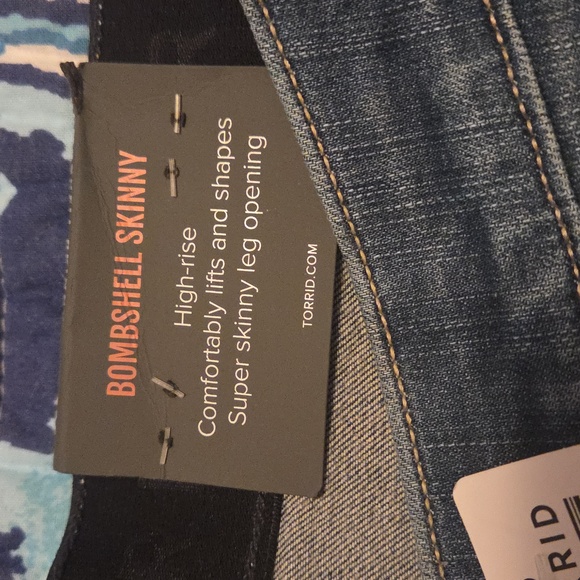 BOMBSHELL SKINNY
High-rise
Comfortably lifts and shapes
Super skinny leg opening
TORRID.COM
RID